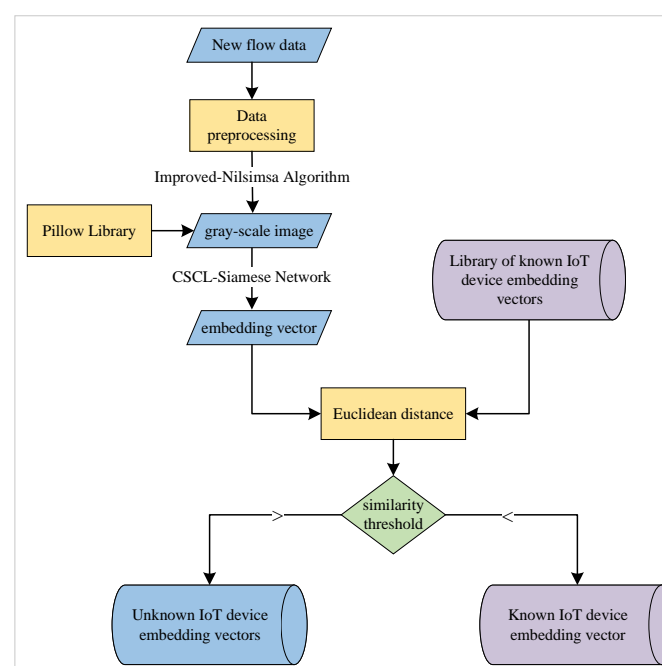 New flow data
Data
preprocessing
Improved-Nilsimsa Algorithm
Pillow Library
gray-scale image
CSCL-Siamese Network
Library of known IoT
device embedding
vectors
embedding vector
Euclidean distance
similarity
threshold
>
<
Unknown IoT device
embedding vectors
Known IoT device
embedding vector